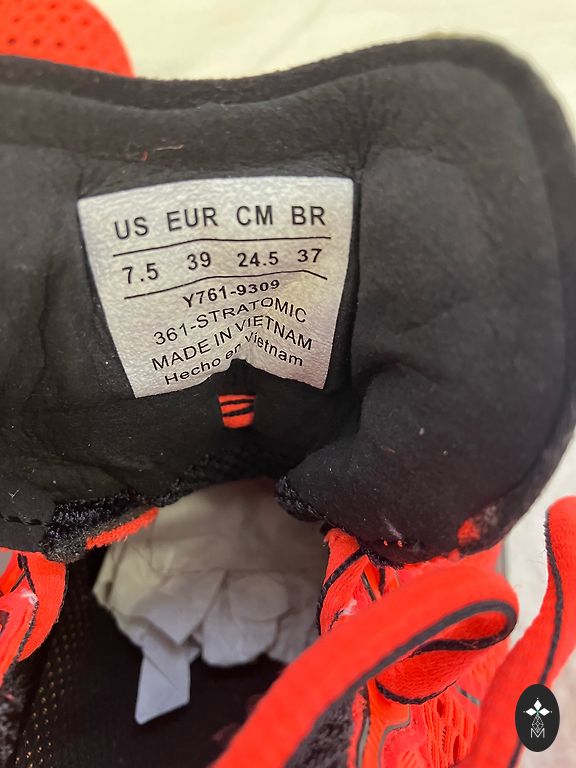 US EUR CM BR
7.5 39 24.5 37
Y761-9309
361-STRATOMIC
MADE IN VIETNAM
Hecho en Vietnam
M